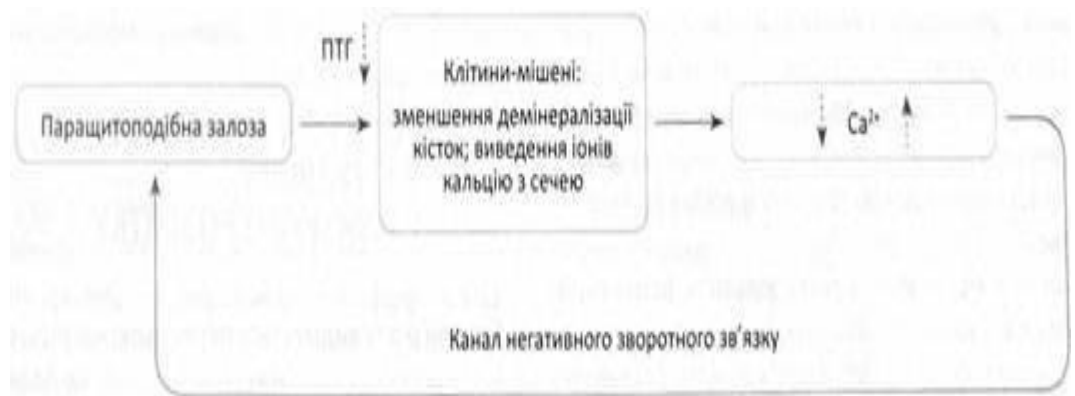 ПТГ
Паращитоподібна залоза
Клітини-мішені:
зменшення демінералізації
кісток; виведення іонів
кальцію з сечею
Ca²⁺
Канал негативного зворотного зв'язку